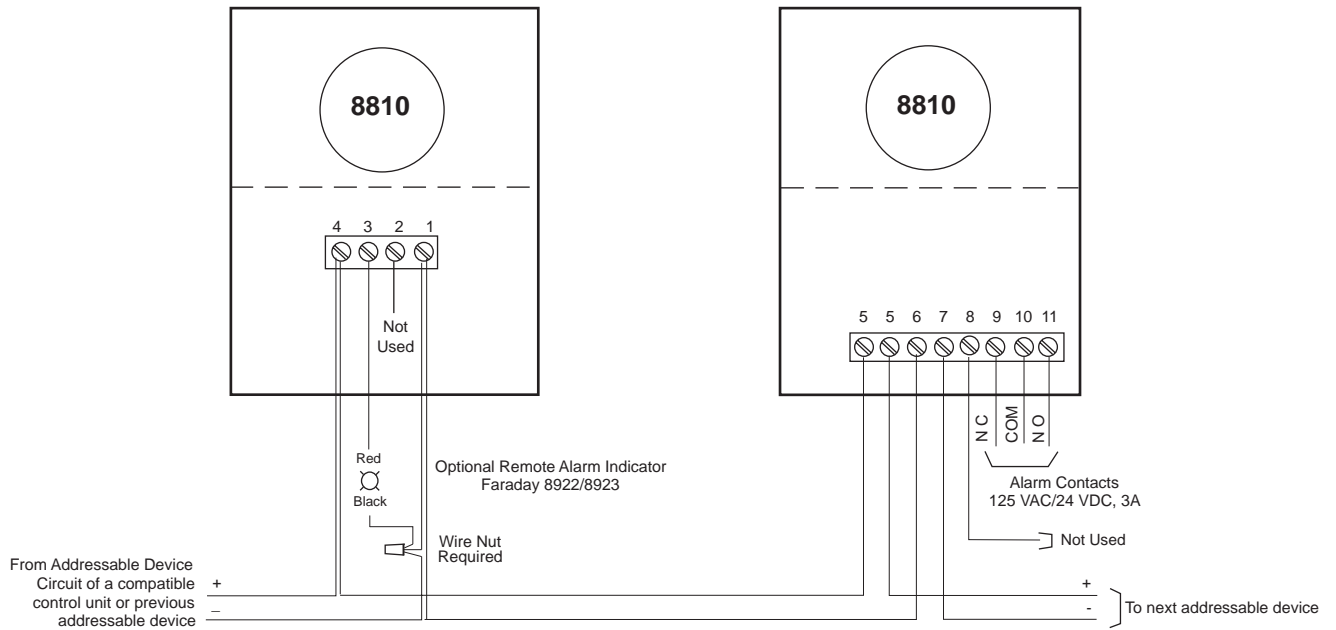 8810
8810
4 3 2 1
Not
Used
5 5 6 7 8 9 10 11
N C
COM
N O
Red
Black
Optional Remote Alarm Indicator
Faraday 8922/8923
Alarm Contacts
125 VAC/24 VDC, 3A
Wire Nut
Required
Not Used
From Addressable Device
Circuit of a compatible
control unit or previous
addressable device
+
_
+
-
To next addressable device